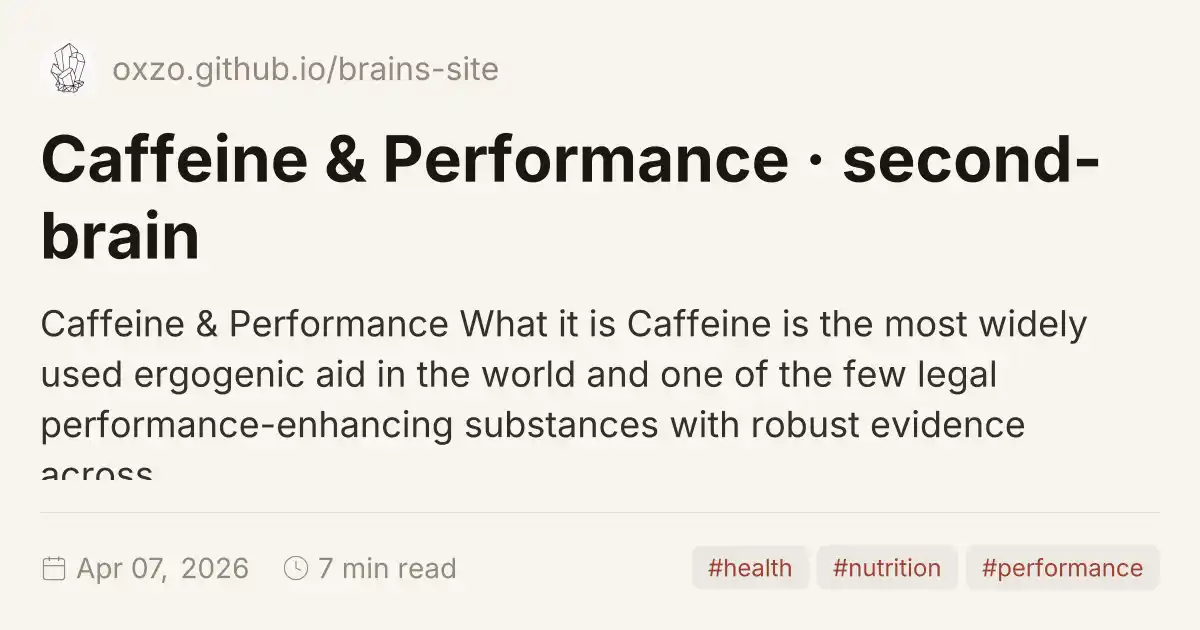 oxzo.github.io/brains-site
Caffeine & Performance · second-
brain
Caffeine & Performance What it is Caffeine is the most widely
used ergogenic aid in the world and one of the few legal
performance-enhancing substances with robust evidence
across
Apr 07, 2026 7 min read #health #nutrition #performance